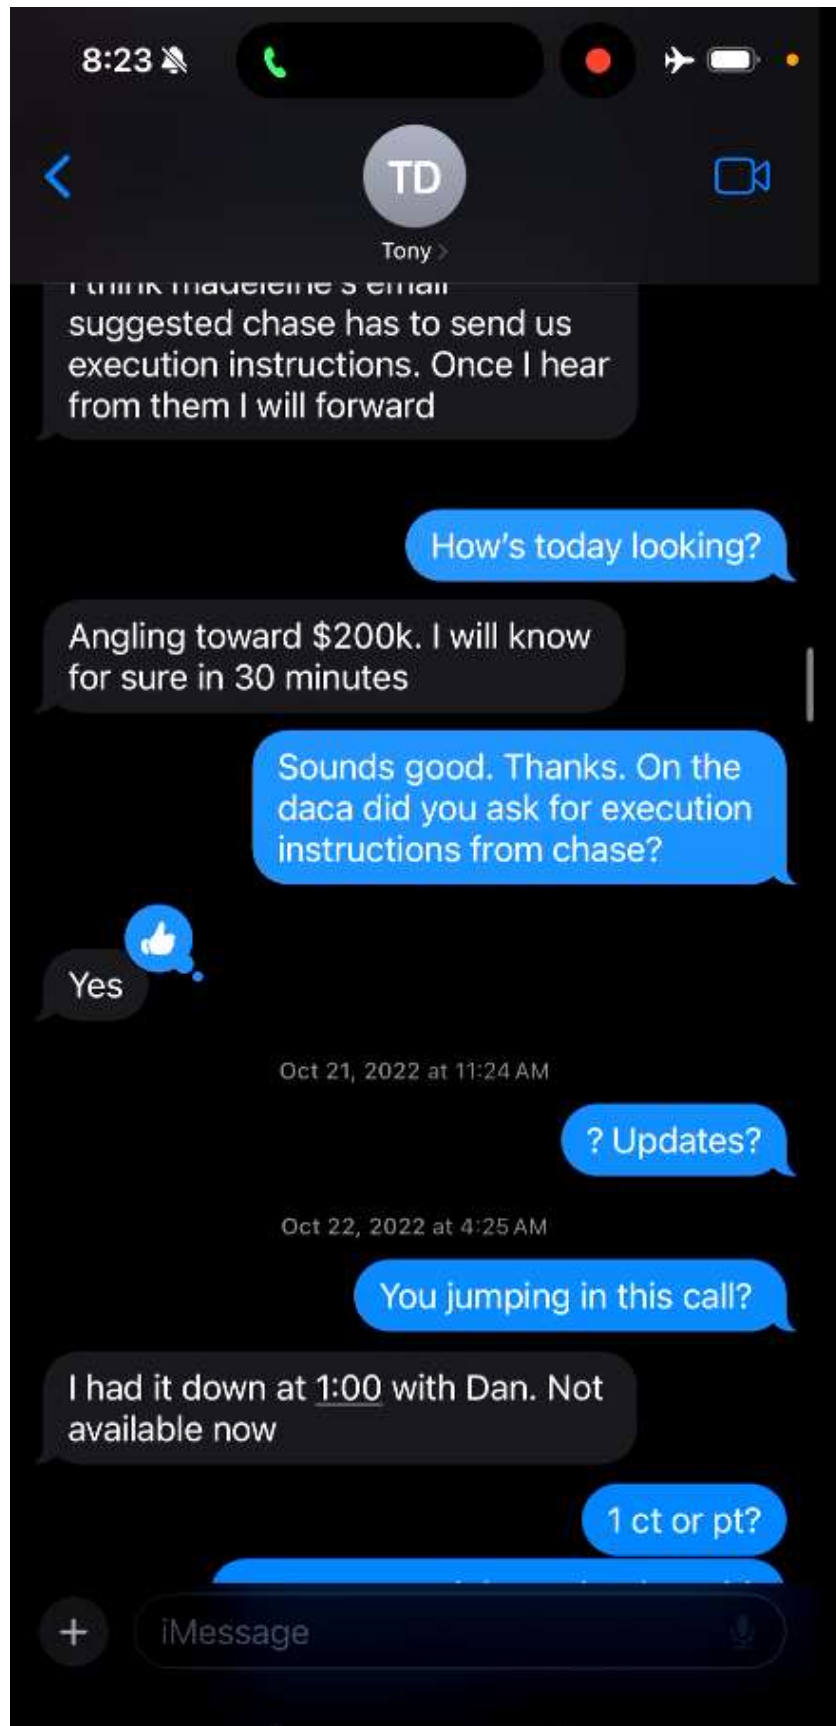 8:23
TD
Tony
I think madeleine's email
suggested chase has to send us
execution instructions. Once I hear
from them I will forward
How's today looking?
Angling toward $200k. I will know
for sure in 30 minutes
Sounds good. Thanks. On the
daca did you ask for execution
instructions from chase?
Yes
Oct 21, 2022 at 11:24 AM
? Updates?
Oct 22, 2022 at 4:25 AM
You jumping in this call?
I had it down at 1:00 with Dan. Not
available now
1 ct or pt?
iMessage